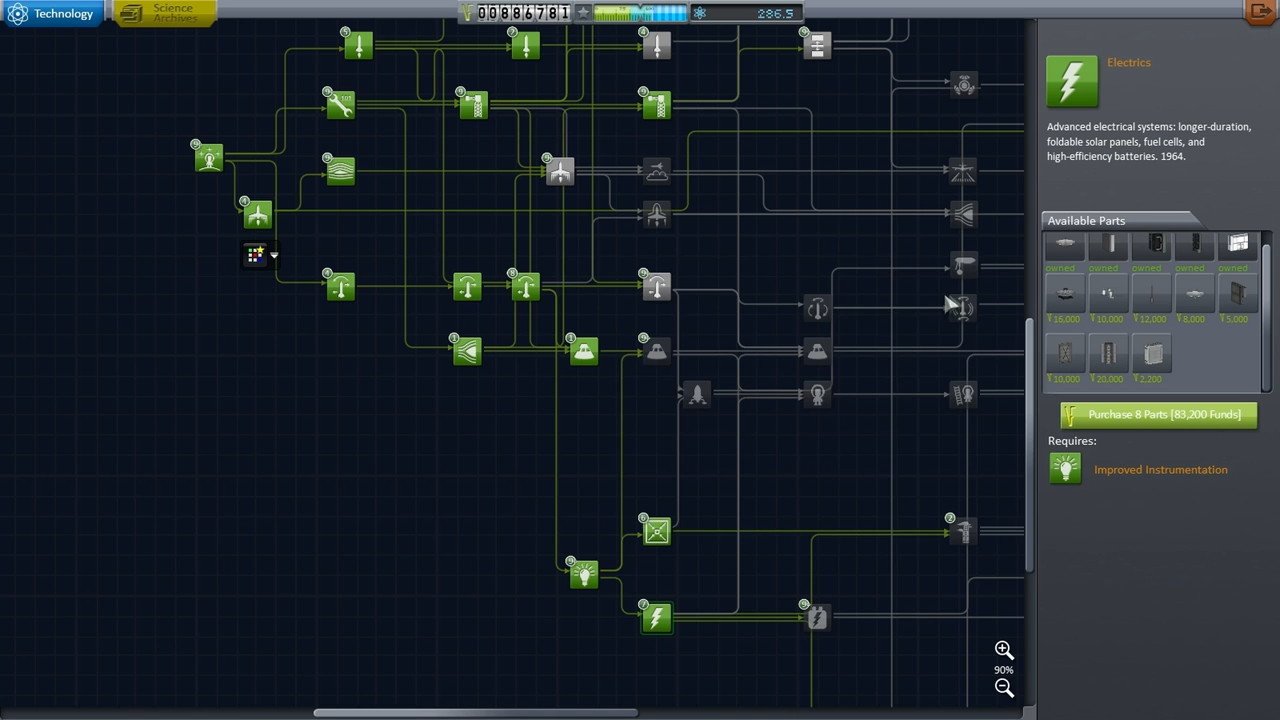 Technology
Science
Archives
00886781
286.5
Electrics
Advanced electrical systems: longer-duration,
foldable solar panels, fuel cells, and
high-efficiency batteries. 1964.
Available Parts
owned owned owned owned owned
16,000 10,000 12,000 8,000 5,000
10,000 20,000 2,200
Purchase 8 Parts [83,200 Funds]
Requires:
Improved Instrumentation
101
90%